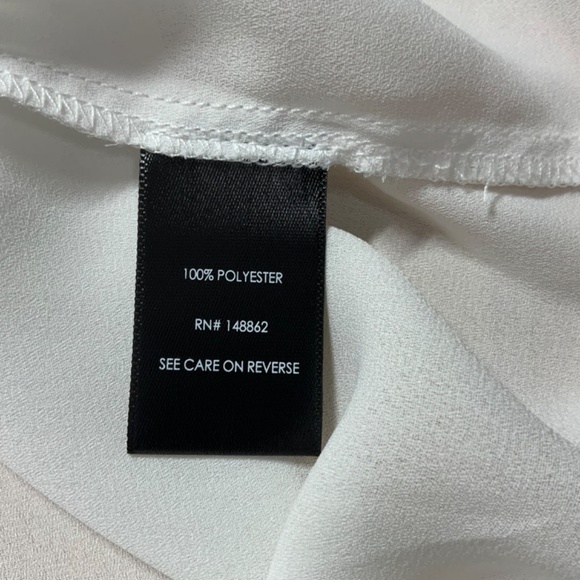 100% POLYESTER
RN# 148862
SEE CARE ON REVERSE